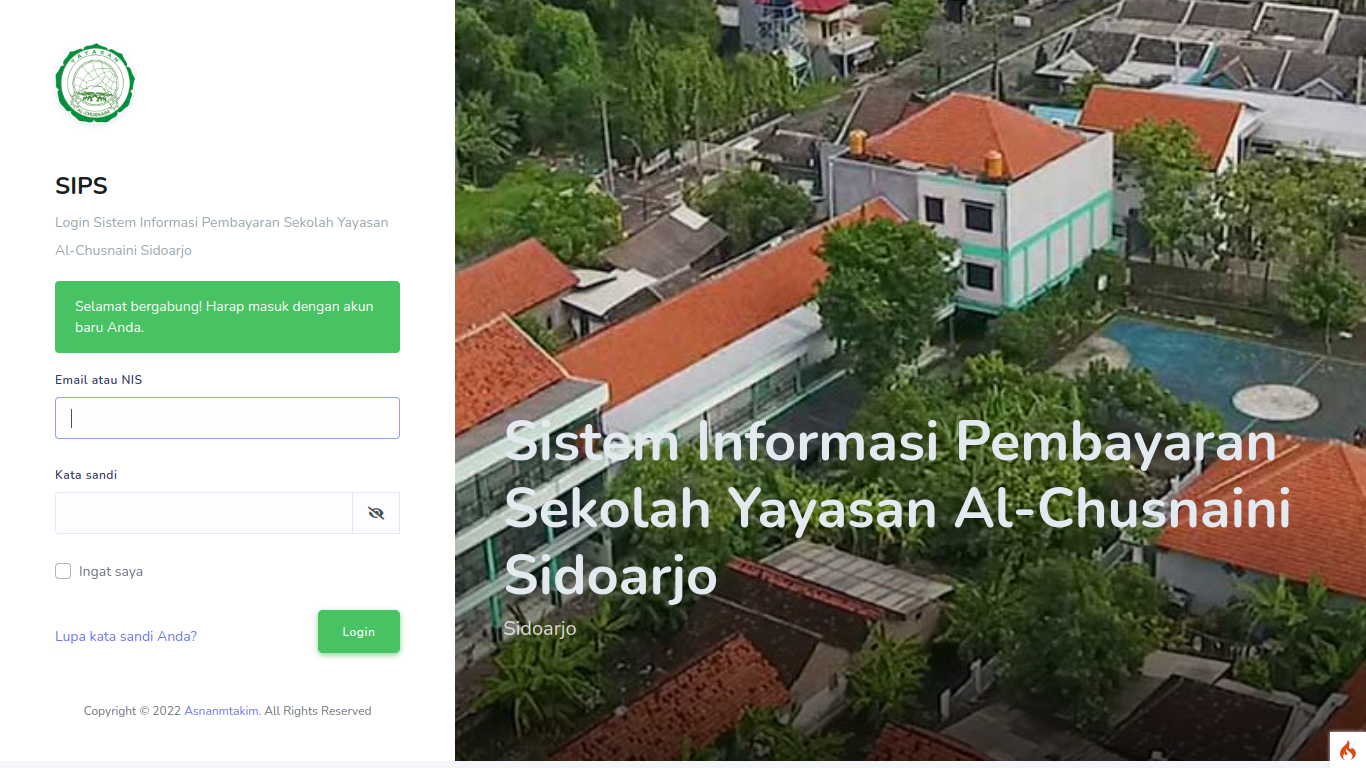 YAYASAN
AL-CHUSNAINI
SIPS
Login Sistem Informasi Pembayaran Sekolah Yayasan
Al-Chusnaini Sidoarjo
Selamat bergabung! Harap masuk dengan akun
baru Anda.
Email atau NIS
Kata sandi
Ingat saya
Lupa kata sandi Anda?
Login
Copyright © 2022 Asnanmtakim. All Rights Reserved
Sistem Informasi Pembayaran
Sekolah Yayasan Al-Chusnaini
Sidoarjo
Sidoarjo